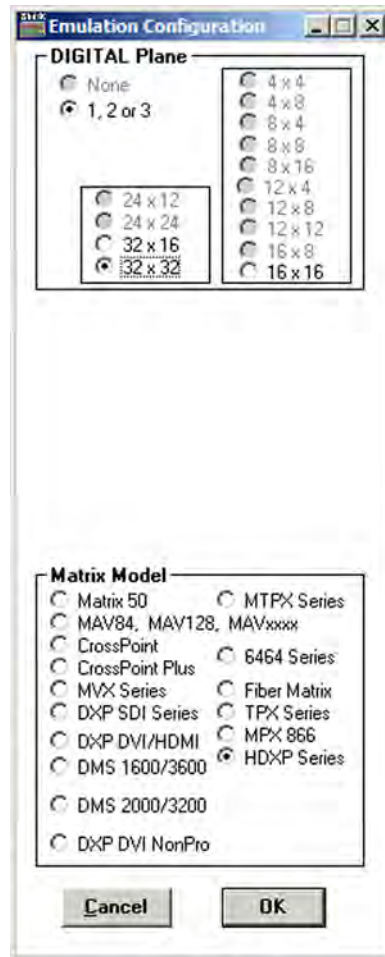 Emulation Configuration
DIGITAL Plane
None
1, 2 or 3
4 x 4
4 x 8
8 x 4
8 x 8
8 x 16
12 x 4
12 x 8
12 x 12
16 x 8
16 x 16
24 x 12
24 x 24
32 x 16
32 x 32
Matrix Model
Matrix 50
MTPX Series
MAV84, MAV128, MAVxxxx
CrossPoint
CrossPoint Plus
6464 Series
MVX Series
Fiber Matrix
DXP SDI Series
TPX Series
DXP DVI/HDMI
MPX 866
DMS 1600/3600
HDXP Series
DMS 2000/3200
DXP DVI NonPro
Cancel
OK